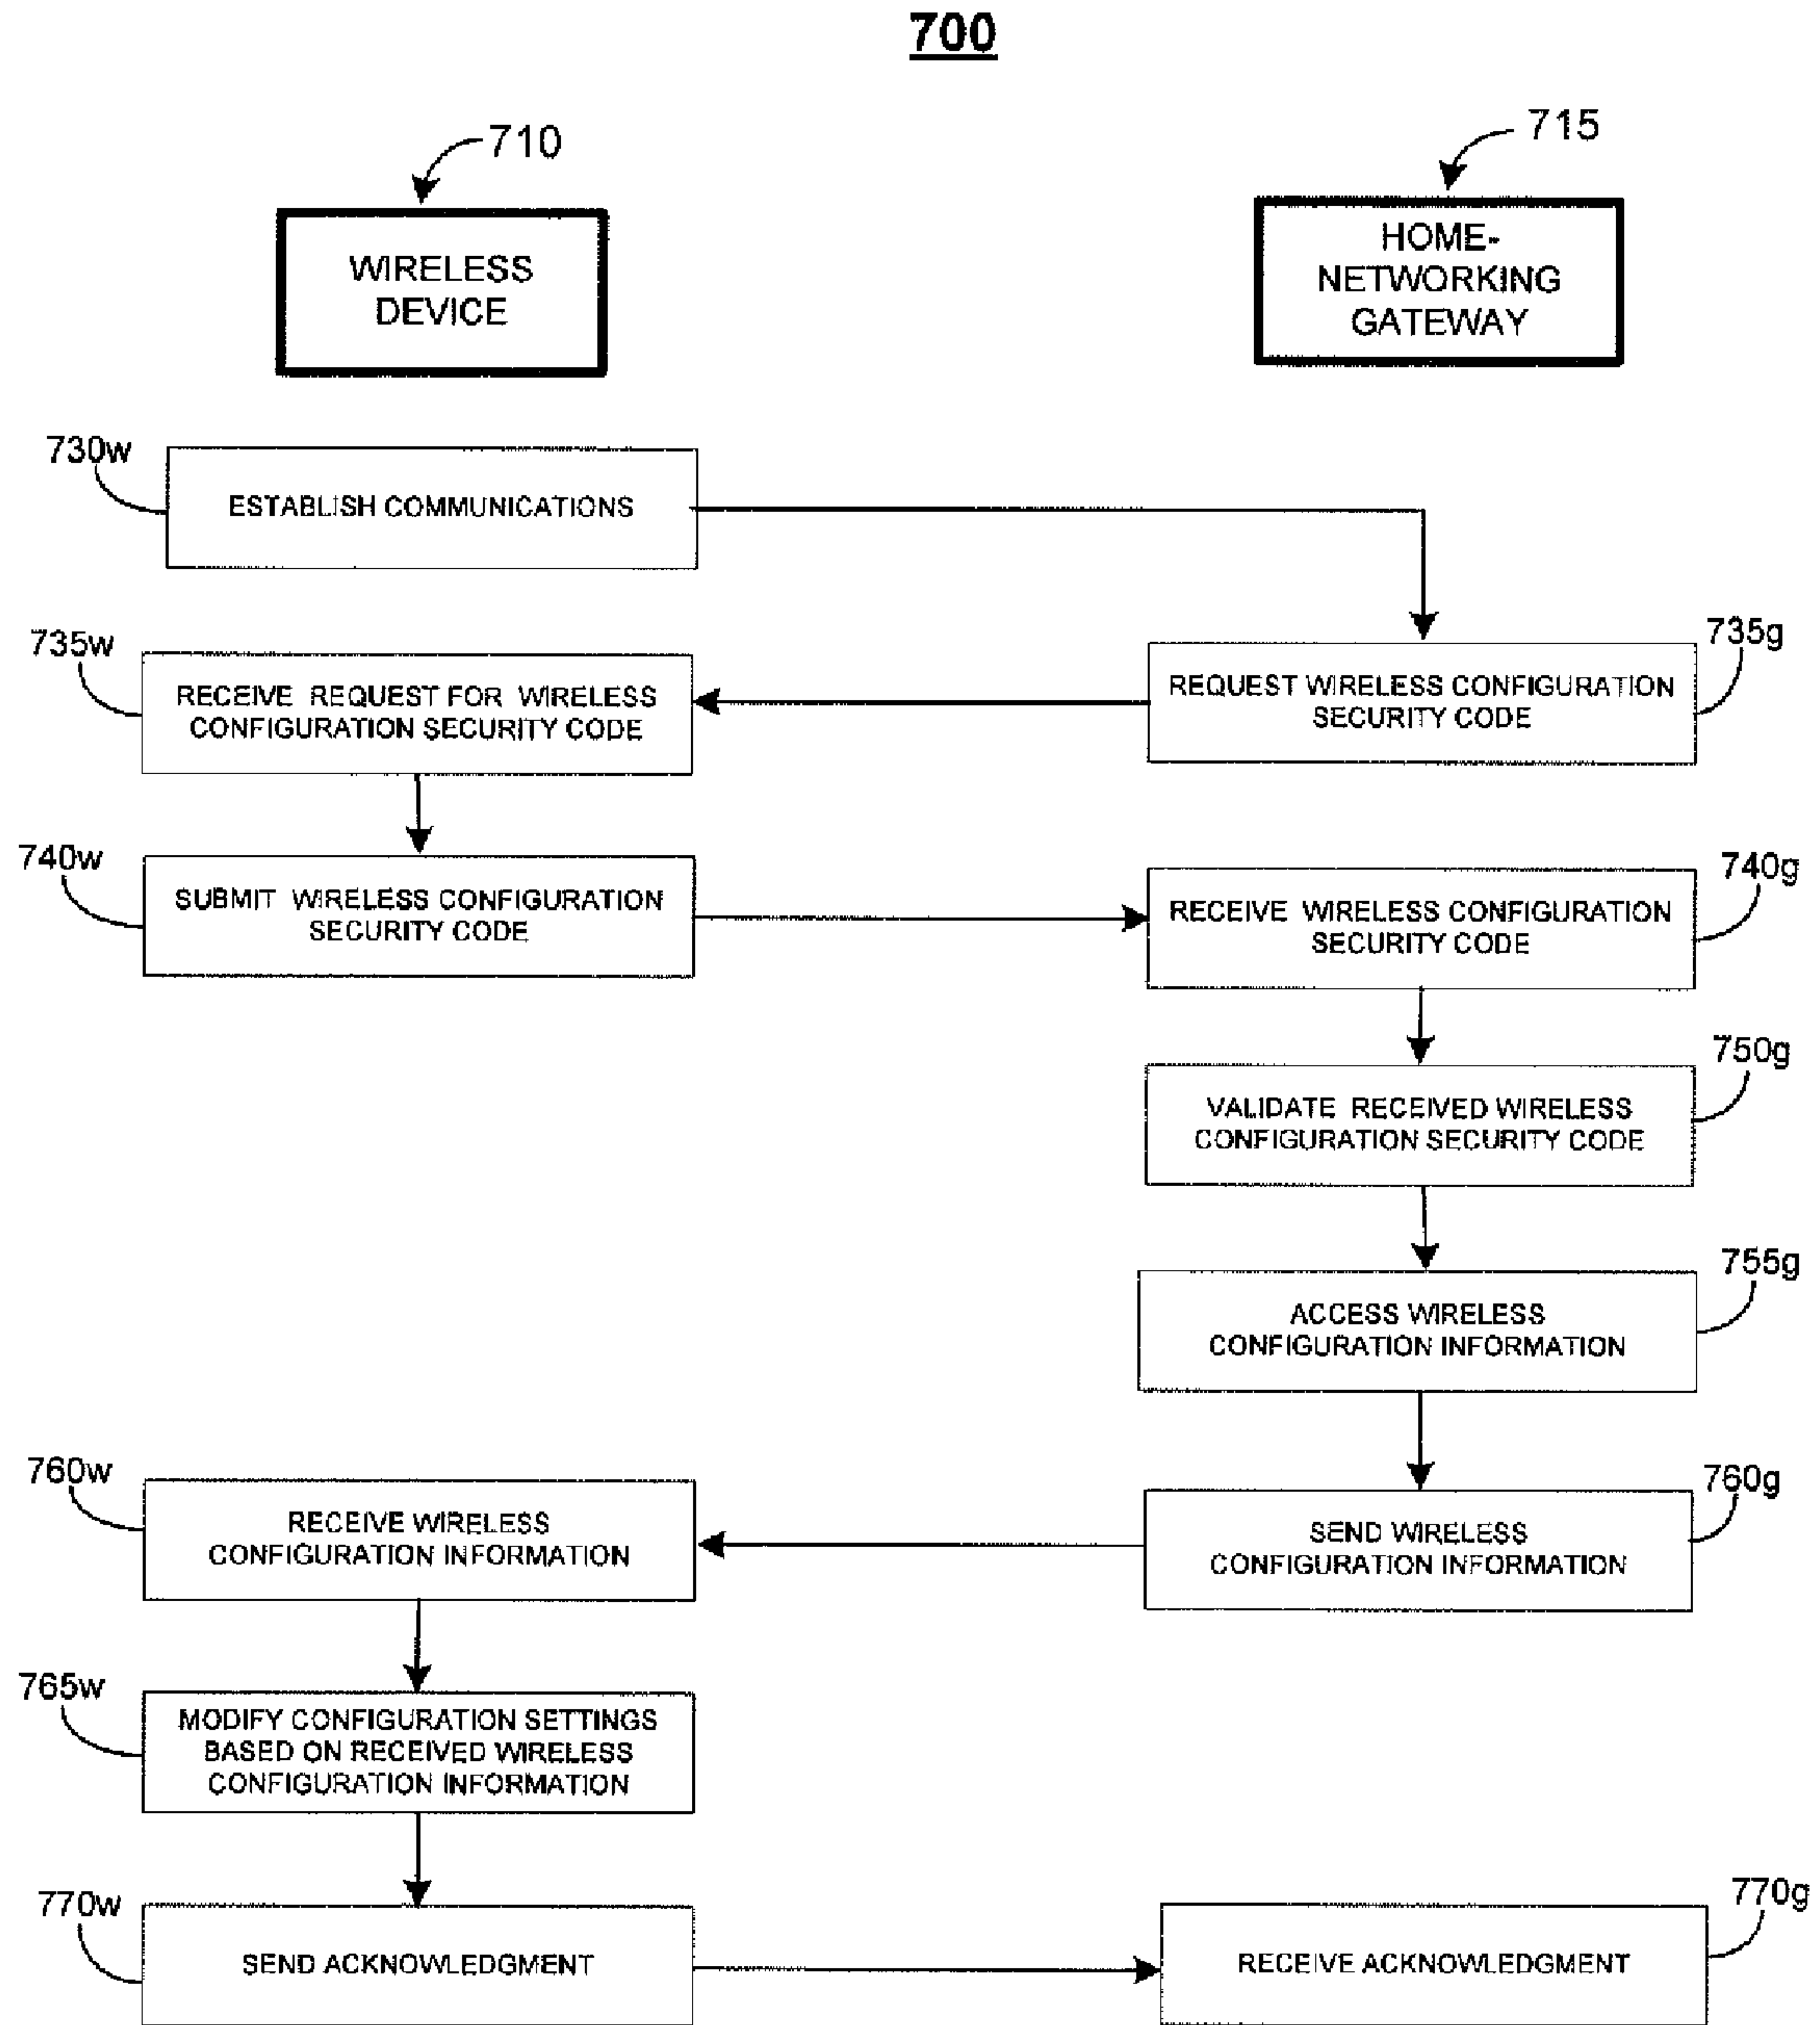 700
710
715
WIRELESS
DEVICE
HOME-
NETWORKING
GATEWAY
730w
ESTABLISH COMMUNICATIONS
735w
RECEIVE REQUEST FOR WIRELESS
CONFIGURATION SECURITY CODE
REQUEST WIRELESS CONFIGURATION
SECURITY CODE
735g
740w
SUBMIT WIRELESS CONFIGURATION
SECURITY CODE
RECEIVE WIRELESS CONFIGURATION
SECURITY CODE
740g
750g
VALIDATE RECEIVED WIRELESS
CONFIGURATION SECURITY CODE
755g
ACCESS WIRELESS
CONFIGURATION INFORMATION
760w
RECEIVE WIRELESS
CONFIGURATION INFORMATION
SEND WIRELESS
CONFIGURATION INFORMATION
760g
765w
MODIFY CONFIGURATION SETTINGS
BASED ON RECEIVED WIRELESS
CONFIGURATION INFORMATION
770w
SEND ACKNOWLEDGMENT
RECEIVE ACKNOWLEDGMENT
770g